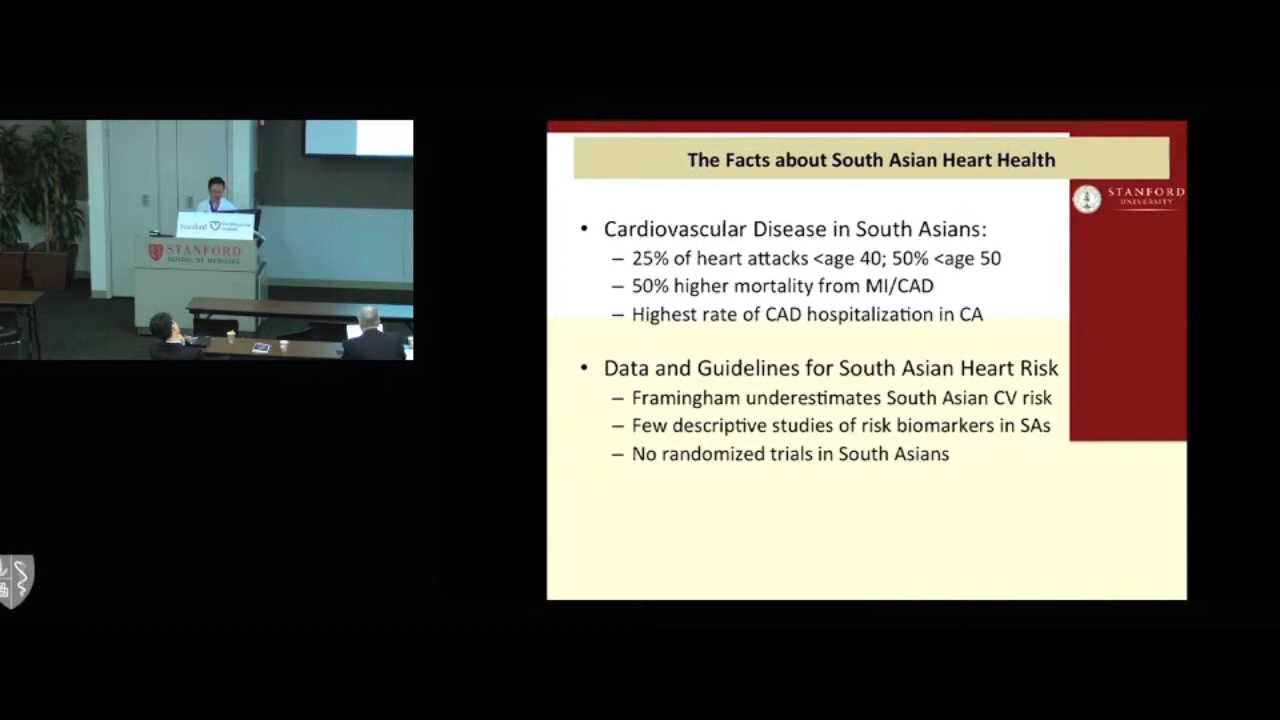 Stanford
STANFORD
SCHOOL OF MEDICINE
The Facts about South Asian Heart Health
STANFORD
UNIVERSITY
• Cardiovascular Disease in South Asians:
– 25% of heart attacks <age 40; 50% <age 50
– 50% higher mortality from MI/CAD
– Highest rate of CAD hospitalization in CA
• Data and Guidelines for South Asian Heart Risk
– Framingham underestimates South Asian CV risk
– Few descriptive studies of risk biomarkers in SAs
– No randomized trials in South Asians